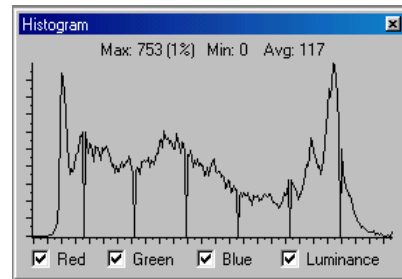 Histogram
Max: 753 (1%) Min: 0 Avg: 117
Red Green Blue Luminance